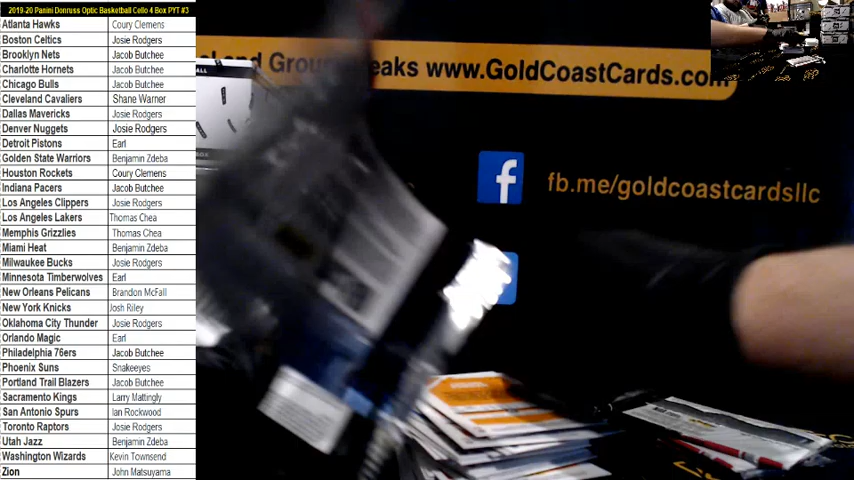 2019-20 Panini Donruss Optic Basketball Cello 4 Box PYT #3
Atlanta Hawks Coury Clemens
Boston Celtics Josie Rodgers
Brooklyn Nets Jacob Butchee
Charlotte Hornets Jacob Butchee
Chicago Bulls Jacob Butchee
Cleveland Cavaliers Shane Warner
Dallas Mavericks Josie Rodgers
Denver Nuggets Josie Rodgers
Detroit Pistons Earl
Golden State Warriors Benjamin Zdeba
Houston Rockets Coury Clemens
Indiana Pacers Jacob Butchee
Los Angeles Clippers Josie Rodgers
Los Angeles Lakers Thomas Chea
Memphis Grizzlies Thomas Chea
Miami Heat Benjamin Zdeba
Milwaukee Bucks Josie Rodgers
Minnesota Timberwolves Earl
New Orleans Pelicans Brandon McFall
New York Knicks Josh Riley
Oklahoma City Thunder Josie Rodgers
Orlando Magic Earl
Philadelphia 76ers Jacob Butchee
Phoenix Suns Snakeeyes
Portland Trail Blazers Jacob Butchee
Sacramento Kings Larry Mattingly
San Antonio Spurs Ian Rockwood
Toronto Raptors Josie Rodgers
Utah Jazz Benjamin Zdeba
Washington Wizards Kevin Townsend
Zion John Matsuyama
and Grou eaks www.GoldCoastCards.com
f fb.me/goldcoastcardsllc